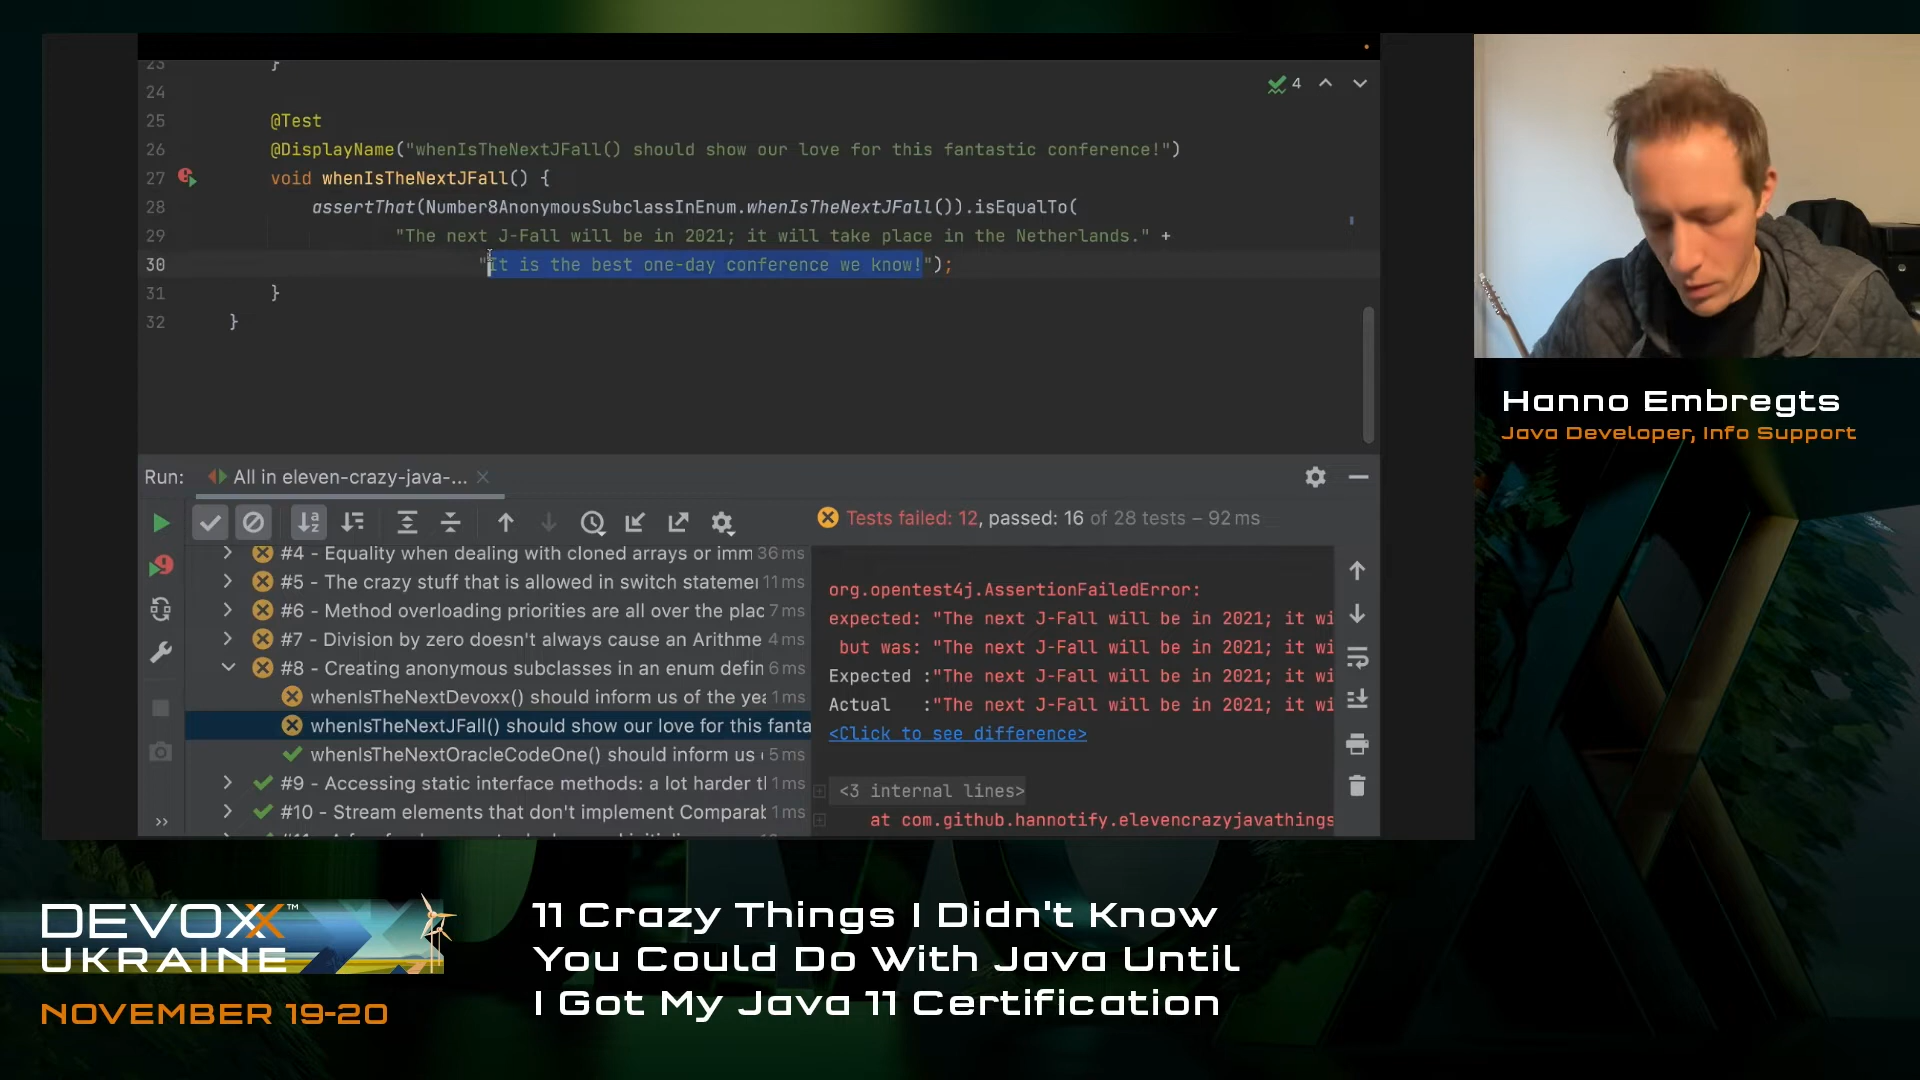 23 }
24
25 @Test
26 @DisplayName("whenIsTheNextJFall() should show our love for this fantastic conference!")
27 void whenIsTheNextJFall() {
28 assertThat(Number8AnonymousSubclassInEnum.whenIsTheNextJFall()).isEqualTo(
29 "The next J-Fall will be in 2021; it will take place in the Netherlands." +
30 "It is the best one-day conference we know!");
31 }
32 }
4
Run: All in eleven-crazy-java-...
Tests failed: 12, passed: 16 of 28 tests – 92 ms
#4 - Equality when dealing with cloned arrays or imm 36 ms
#5 - The crazy stuff that is allowed in switch statemer 11 ms
#6 - Method overloading priorities are all over the plac 7 ms
#7 - Division by zero doesn't always cause an Arithme 4 ms
#8 - Creating anonymous subclasses in an enum defin 6 ms
whenIsTheNextDevoxx() should inform us of the yea 1 ms
whenIsTheNextJFall() should show our love for this fanta
whenIsTheNextOracleCodeOne() should inform us 5 ms
#9 - Accessing static interface methods: a lot harder tl 1 ms
#10 - Stream elements that don't implement Comparab 1 ms
org.opentest4j.AssertionFailedError:
expected: "The next J-Fall will be in 2021; it wi
but was: "The next J-Fall will be in 2021; it wi
Expected :"The next J-Fall will be in 2021; it wi
Actual :"The next J-Fall will be in 2021; it wi
<Click to see difference>
<3 internal lines>
at com.github.hannotify.elevencrazyjavathings
Hanno Embregts
Java Developer, Info Support
DEVOXX™
UKRAINE
NOVEMBER 19-20
11 Crazy Things I Didn't Know
You Could Do With Java Until
I Got My Java 11 Certification